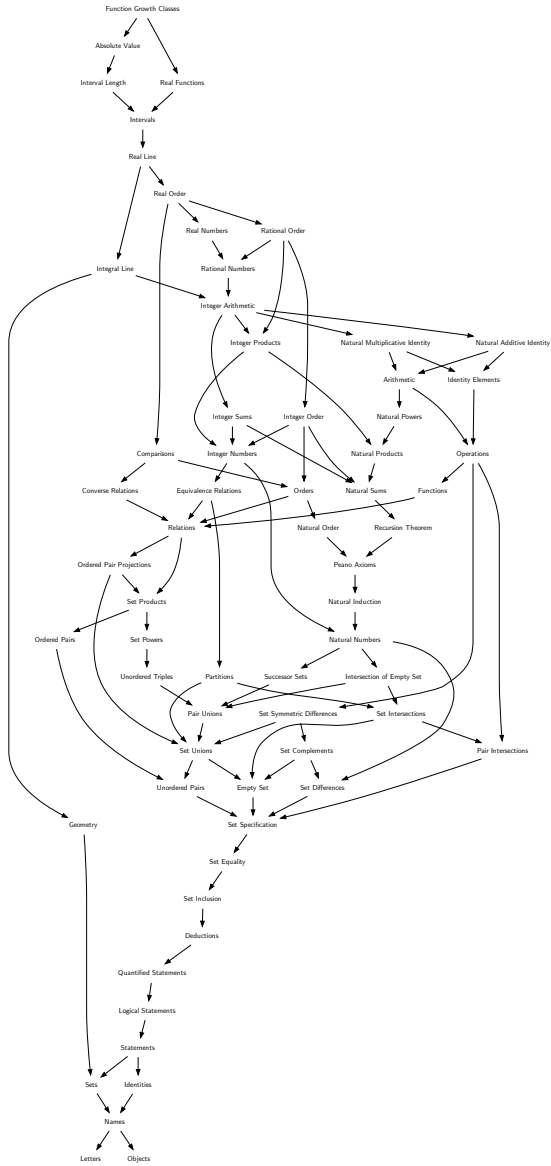 Function Growth Classes
Absolute Value
Interval Length
Real Functions
Intervals
Real Line
Real Order
Real Numbers
Rational Order
Integral Line
Rational Numbers
Integer Arithmetic
Integer Products
Natural Multiplicative Identity
Natural Additive Identity
Arithmetic
Identity Elements
Integer Sums
Integer Order
Natural Powers
Comparisons
Integer Numbers
Natural Products
Operations
Converse Relations
Equivalence Relations
Orders
Natural Sums
Functions
Relations
Natural Order
Recursion Theorem
Ordered Pair Projections
Peano Axioms
Set Products
Natural Induction
Ordered Pairs
Set Powers
Natural Numbers
Unordered Triples
Partitions
Successor Sets
Intersection of Empty Set
Pair Unions
Set Symmetric Differences
Set Intersections
Set Unions
Set Complements
Pair Intersections
Unordered Pairs
Empty Set
Set Differences
Geometry
Set Specification
Set Equality
Set Inclusion
Deductions
Quantified Statements
Logical Statements
Statements
Sets
Identities
Names
Letters
Objects